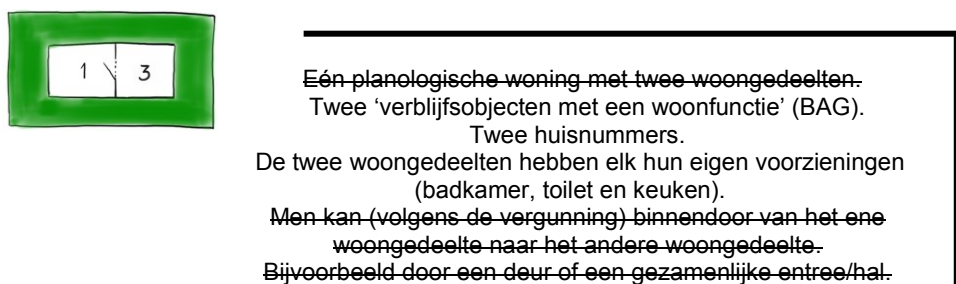 1 3
Eén planologische woning met twee woongedeelten.
Twee ‘verblijfsobjecten met een woonfunctie’ (BAG).
Twee huisnummers.
De twee woongedeelten hebben elk hun eigen voorzieningen
(badkamer, toilet en keuken).
Men kan (volgens de vergunning) binnendoor van het ene
woongedeelte naar het andere woongedeelte.
Bijvoorbeeld door een deur of een gezamenlijke entree/hal.